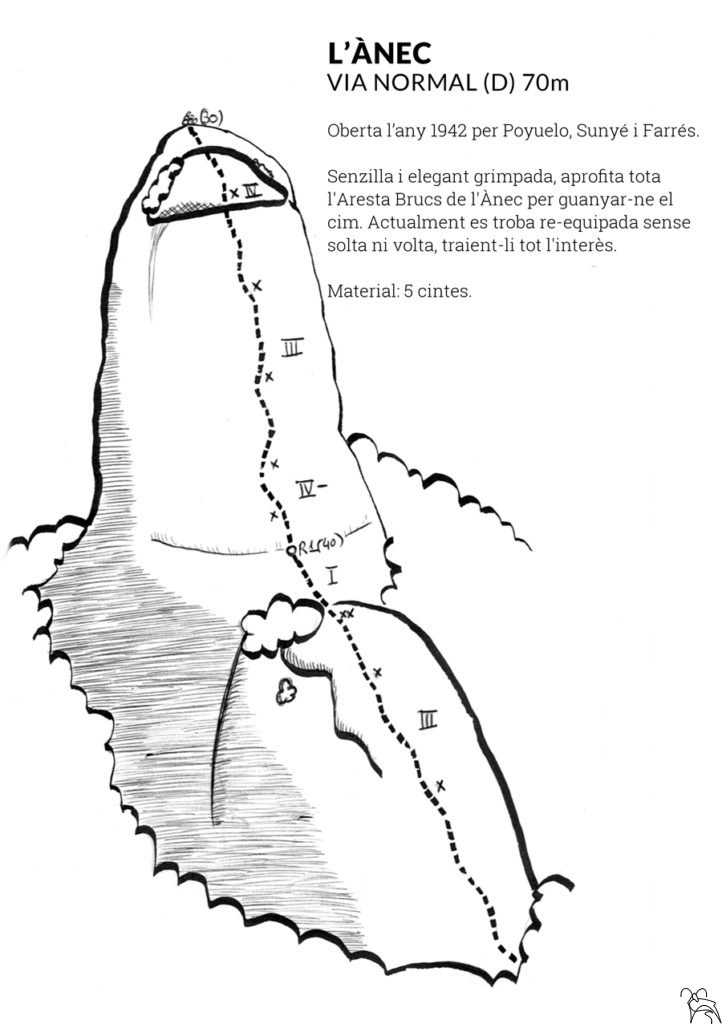 L’ÀNEC
VIA NORMAL (D) 70m
(30)
Oberta l’any 1942 per Poyuelo, Sunyé i Farrés.
Senzilla i elegant grimpada, aprofita tota
l'Aresta Brucs de l'Ànec per guanyar-ne el
cim. Actualment es troba re-equipada sense
solta ni volta, traient-li tot l'interès.
Material: 5 cintes.
x IV
x
III
x
x
IV-
x
R1(40)
I
xx
x
III
x